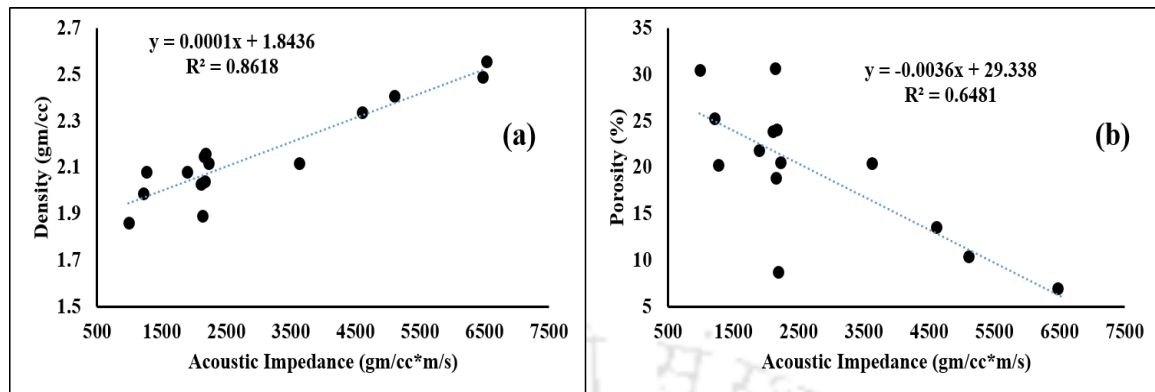 2.7
2.5
2.3
2.1
1.9
1.7
1.5
Density (gm/cc)
y = 0.0001x + 1.8436
R² = 0.8618
(a)
500 1500 2500 3500 4500 5500 6500 7500
Acoustic Impedance (gm/cc*m/s)
35
30
25
20
15
10
5
Porosity (%)
y = -0.0036x + 29.338
R² = 0.6481
(b)
500 1500 2500 3500 4500 5500 6500 7500
Acoustic Impedance (gm/cc*m/s)